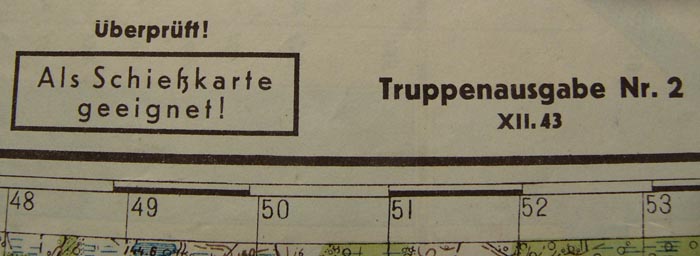 Überprüft!
Als Schießkarte
geeignet!
Truppenausgabe Nr. 2
XII. 43
48 49 50 51 52 53